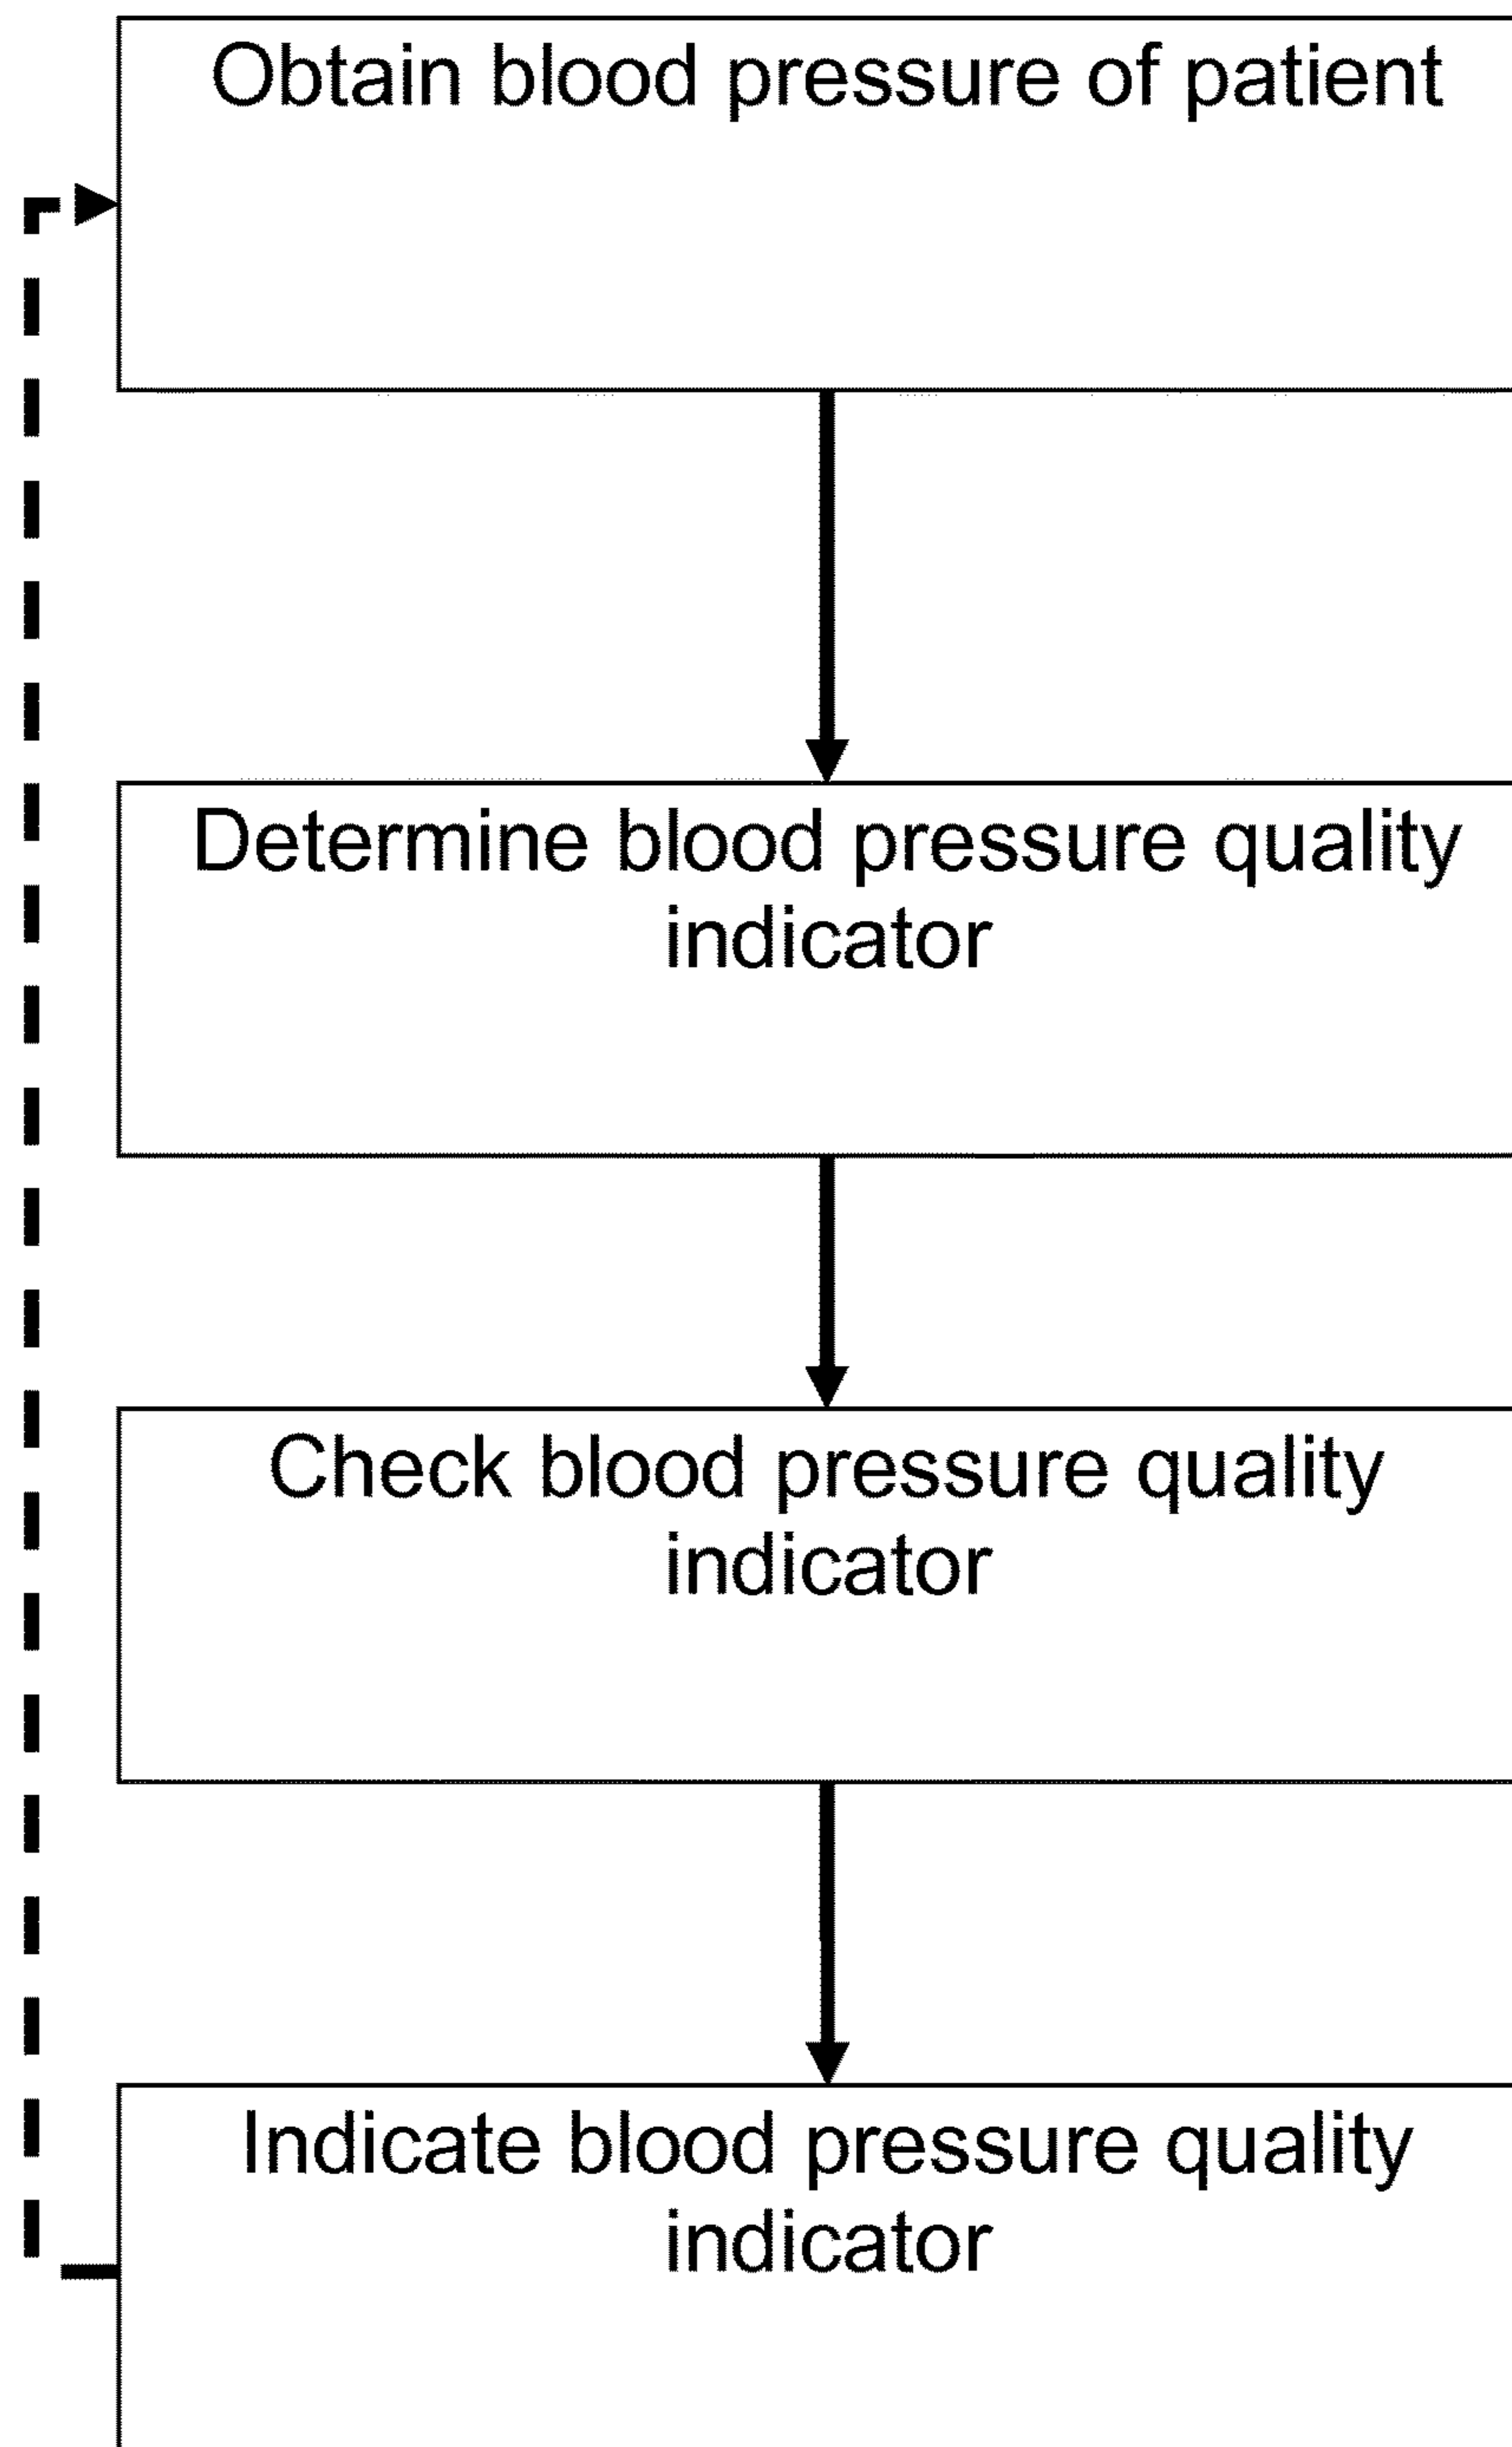 Obtain blood pressure of patient
Determine blood pressure quality
indicator
Check blood pressure quality
indicator
Indicate blood pressure quality
indicator